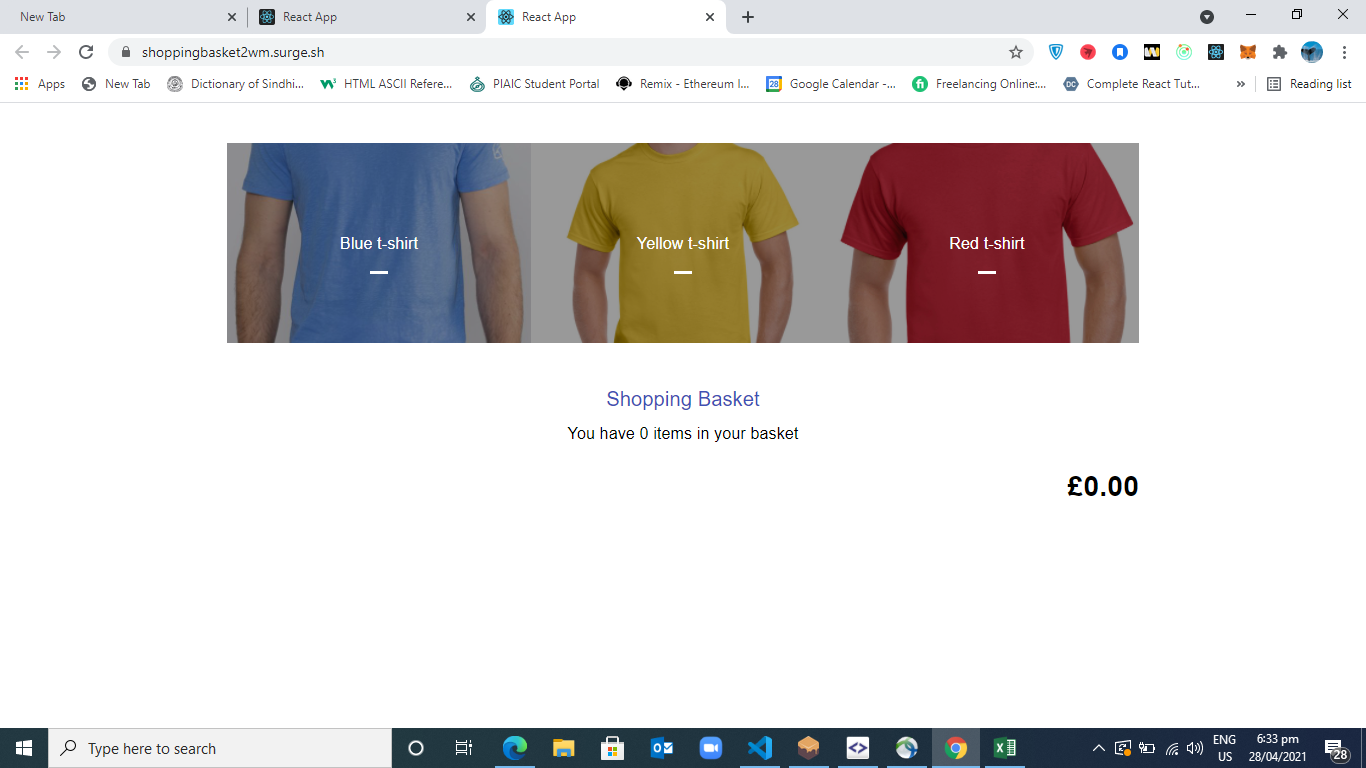 New Tab
React App
React App
shoppingbasket2wm.surge.sh
Apps
New Tab
Dictionary of Sindhi...
HTML ASCII Refere...
PIAIC Student Portal
Remix - Ethereum I...
28
Google Calendar -...
Freelancing Online:...
DC
Complete React Tut...
»
Reading list
Blue t-shirt
Yellow t-shirt
Red t-shirt
Shopping Basket
You have 0 items in your basket
£0.00
Type here to search
ENG
US
6:33 pm
28/04/2021
28